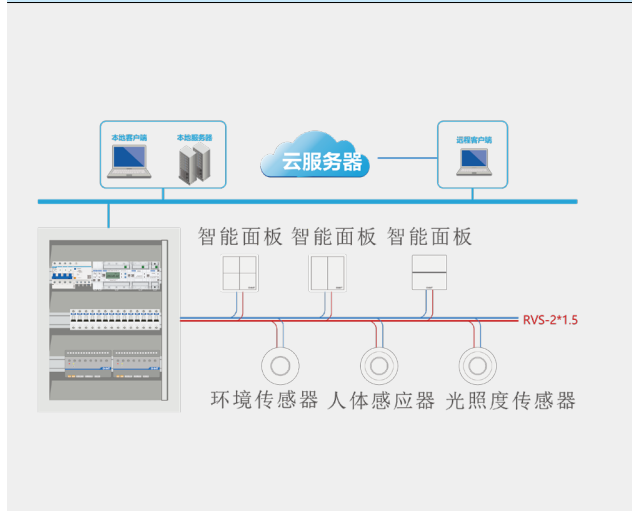 本地客户端 本地服务器
云服务器
远程客户端
智能面板 智能面板 智能面板
RVS-2*1.5
环境传感器 人体感应器 光照度传感器